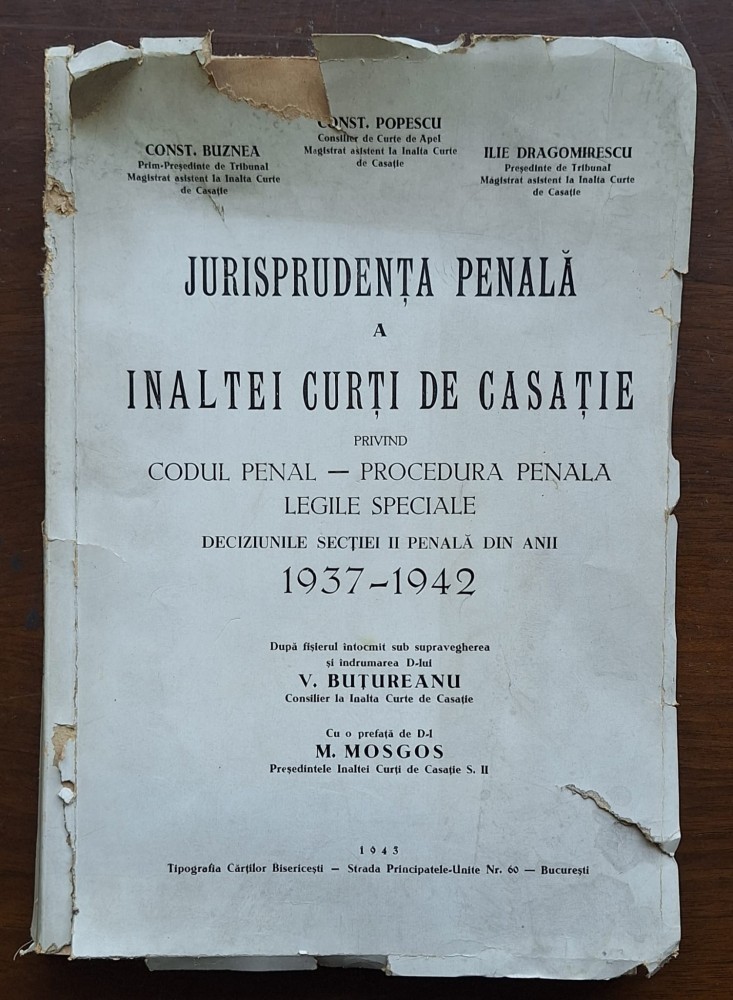 CONST. POPESCU
Consilier de Curte de Apel
Magistrat asistent la Inalta Curte
de Casație
CONST. BUZNEA
Prim-Președinte de Tribunal
Magistrat asistent la Inalta Curte
de Casație
ILIE DRAGOMIRESCU
Președinte de Tribunal
Magistrat asistent la Inalta Curte
de Casație
JURISPRUDENȚA PENALĂ
A
INALTEI CURȚI DE CASAȚIE
PRIVIND
CODUL PENAL — PROCEDURA PENALA
LEGILE SPECIALE
DECIZIUNILE SECȚIEI II PENALĂ DIN ANII
1937-1942
După fișierul întocmit sub supravegherea
și îndrumarea D-lui
V. BUȚUREANU
Consilier la Inalta Curte de Casație
Cu o prefață de D-l
M. MOSGOS
Președintele Inaltei Curți de Casație S. II
1943
Tipografia Cărților Bisericești — Strada Principatele-Unite Nr. 60 — București